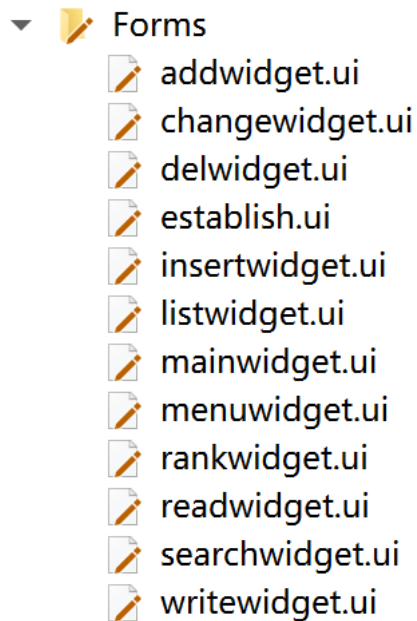 Forms
addwidget.ui
changewidget.ui
delwidget.ui
establish.ui
insertwidget.ui
listwidget.ui
mainwidget.ui
menuwidget.ui
rankwidget.ui
readwidget.ui
searchwidget.ui
writewidget.ui